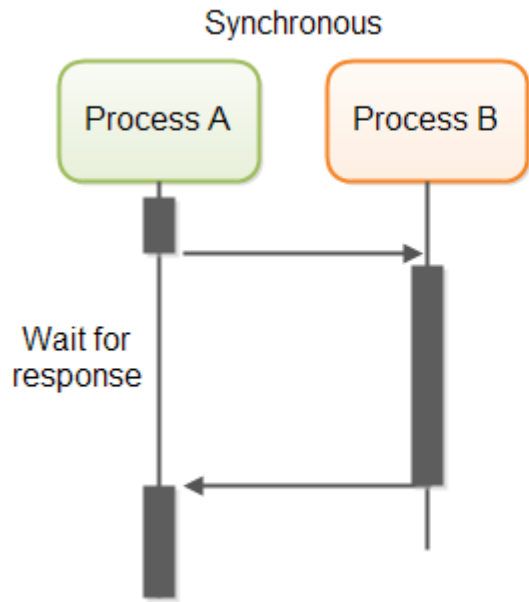 Synchronous
Process A
Process B
Wait for
response